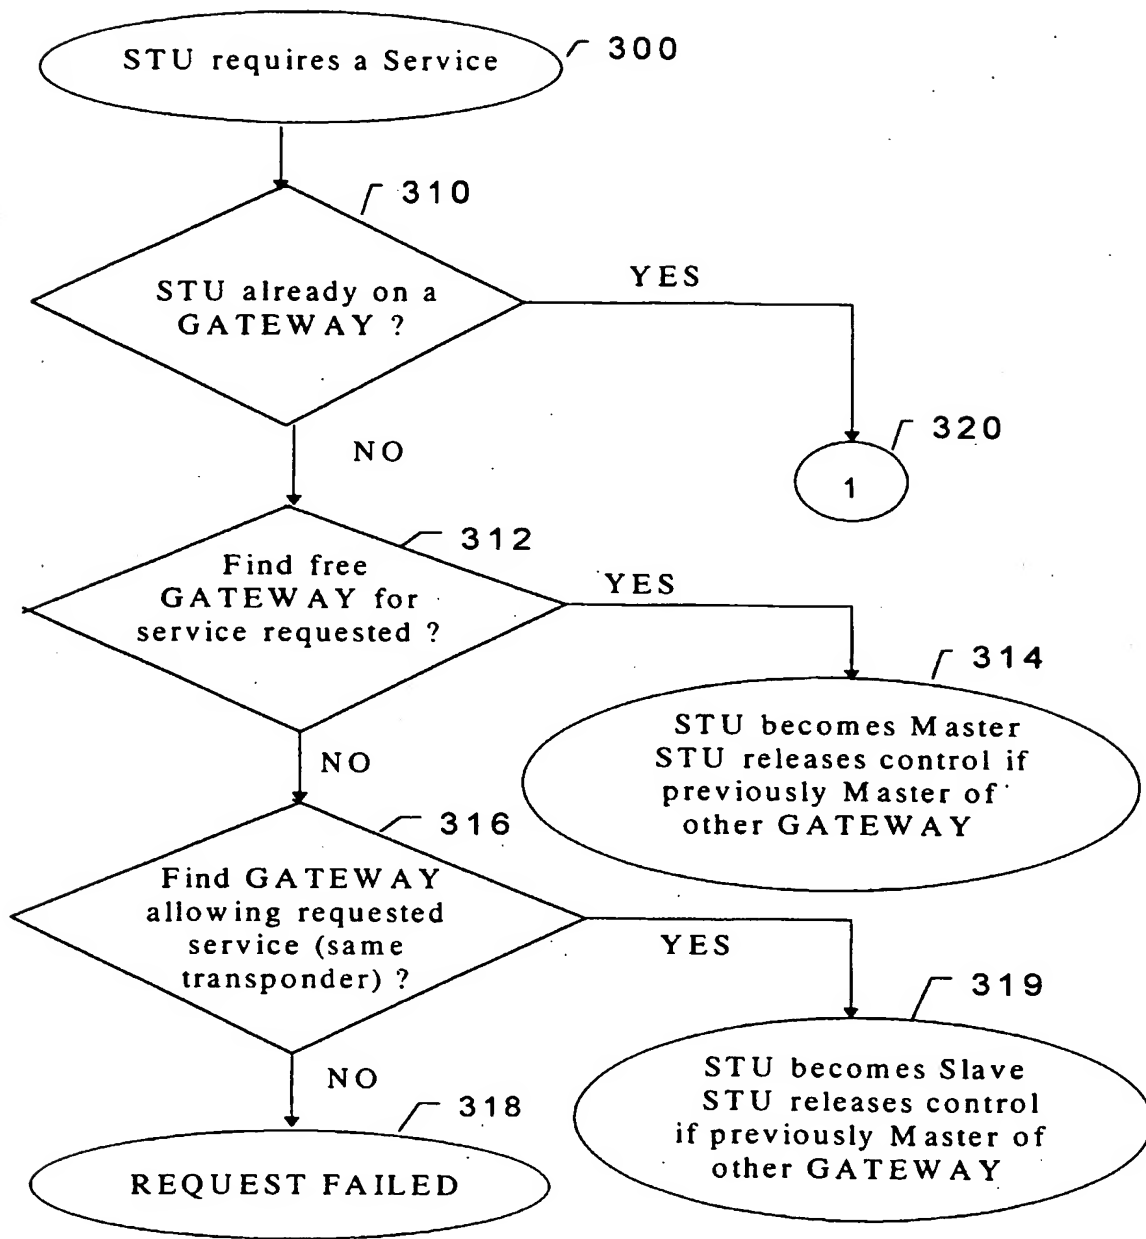 STU requires a Service
300
310
STU already on a
GATEWAY ?
YES
NO
320
1
312
Find free
GATEWAY for
service requested ?
YES
NO
314
STU becomes Master
STU releases control if
previously Master of
other GATEWAY
316
Find GATEWAY
allowing requested
service (same
transponder) ?
YES
NO
319
STU becomes Slave
STU releases control
if previously Master of
other GATEWAY
318
REQUEST FAILED